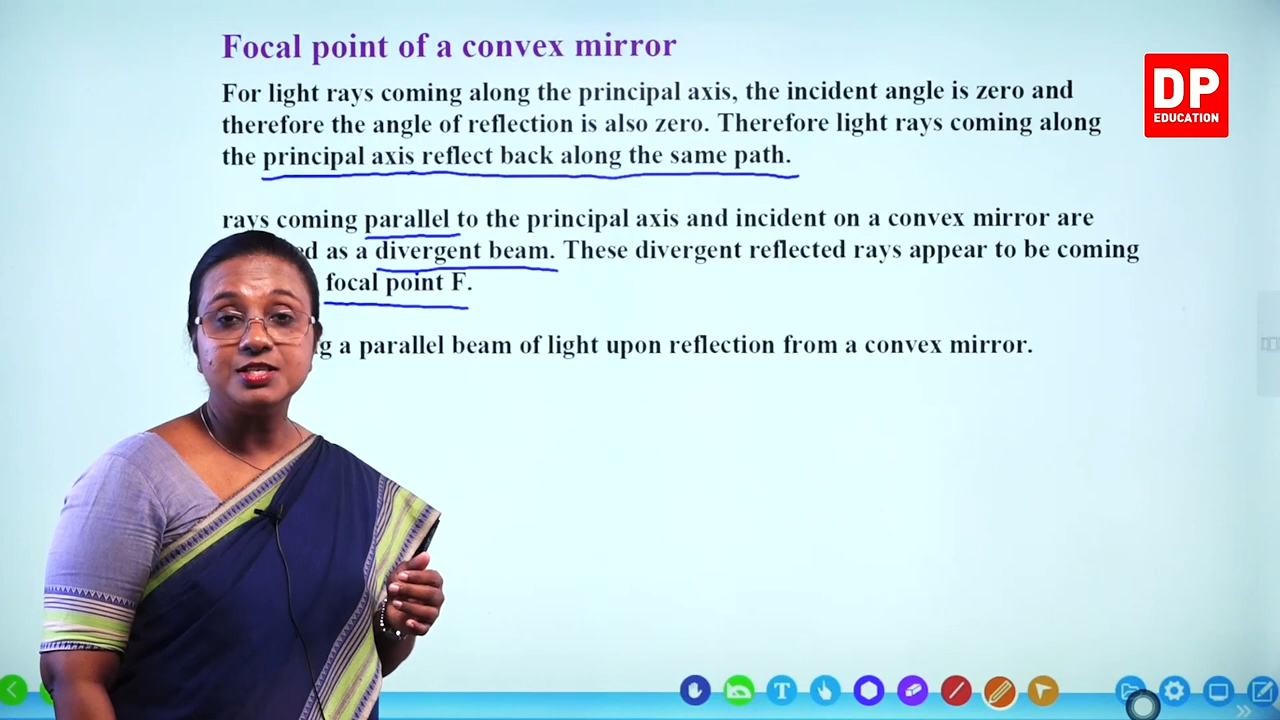 Focal point of a convex mirror
For light rays coming along the principal axis, the incident angle is zero and
therefore the angle of reflection is also zero. Therefore light rays coming along
the principal axis reflect back along the same path.
rays coming parallel to the principal axis and incident on a convex mirror are
as a divergent beam. These divergent reflected rays appear to be coming
focal point F.
a parallel beam of light upon reflection from a convex mirror.
DP
EDUCATION
T